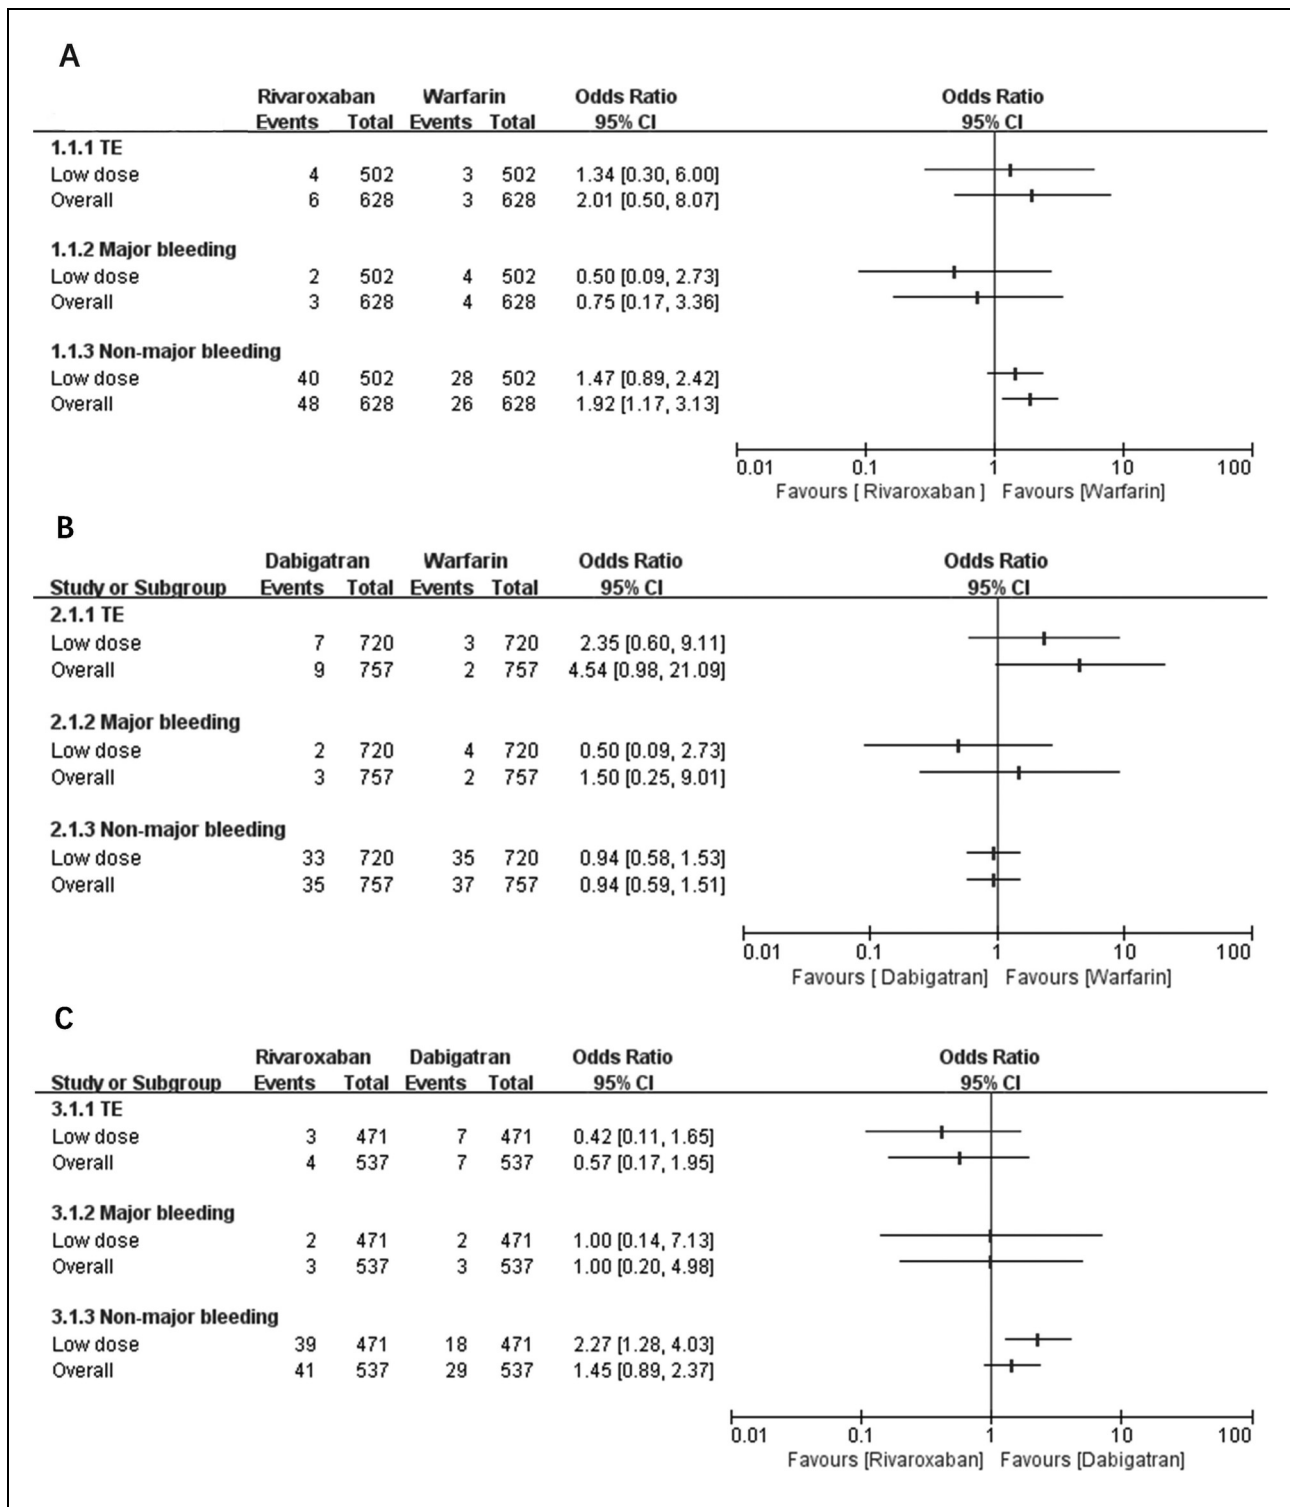 A
Rivaroxaban Warfarin Odds Ratio Odds Ratio
Events Total Events Total 95% CI 95% CI
1.1.1 TE
Low dose 4 502 3 502 1.34 [0.30, 6.00]
Overall 6 628 3 628 2.01 [0.50, 8.07]
1.1.2 Major bleeding
Low dose 2 502 4 502 0.50 [0.09, 2.73]
Overall 3 628 4 628 0.75 [0.17, 3.36]
1.1.3 Non-major bleeding
Low dose 40 502 28 502 1.47 [0.89, 2.42]
Overall 48 628 26 628 1.92 [1.17, 3.13]
0.01 0.1 1 10 100
Favours [ Rivaroxaban ] Favours [Warfarin]
B
Dabigatran Warfarin Odds Ratio Odds Ratio
Study or Subgroup Events Total Events Total 95% CI 95% CI
2.1.1 TE
Low dose 7 720 3 720 2.35 [0.60, 9.11]
Overall 9 757 2 757 4.54 [0.98, 21.09]
2.1.2 Major bleeding
Low dose 2 720 4 720 0.50 [0.09, 2.73]
Overall 3 757 2 757 1.50 [0.25, 9.01]
2.1.3 Non-major bleeding
Low dose 33 720 35 720 0.94 [0.58, 1.53]
Overall 35 757 37 757 0.94 [0.59, 1.51]
0.01 0.1 1 10 100
Favours [ Dabigatran] Favours [Warfarin]
C
Rivaroxaban Dabigatran Odds Ratio Odds Ratio
Study or Subgroup Events Total Events Total 95% CI 95% CI
3.1.1 TE
Low dose 3 471 7 471 0.42 [0.11, 1.65]
Overall 4 537 7 537 0.57 [0.17, 1.95]
3.1.2 Major bleeding
Low dose 2 471 2 471 1.00 [0.14, 7.13]
Overall 3 537 3 537 1.00 [0.20, 4.98]
3.1.3 Non-major bleeding
Low dose 39 471 18 471 2.27 [1.28, 4.03]
Overall 41 537 29 537 1.45 [0.89, 2.37]
0.01 0.1 1 10 100
Favours [Rivaroxaban] Favours [Dabigatran]